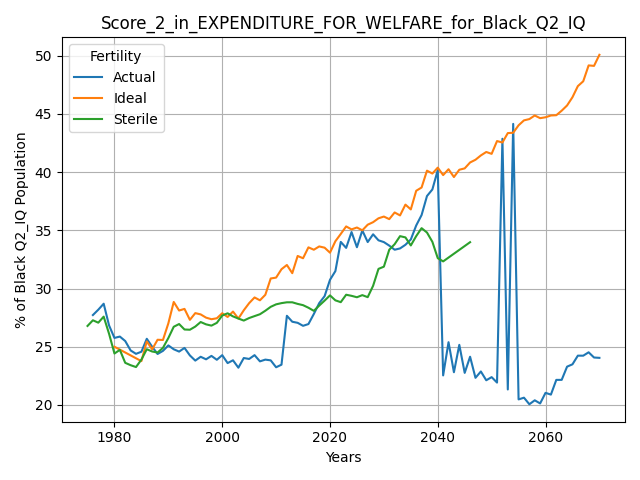 Score_2_in_EXPENDITURE_FOR_WELFARE_for_Black_Q2_IQ
Fertility
Actual
Ideal
Sterile
% of Black Q2_IQ Population
50
45
40
35
30
25
20
1980 2000 2020 2040 2060
Years